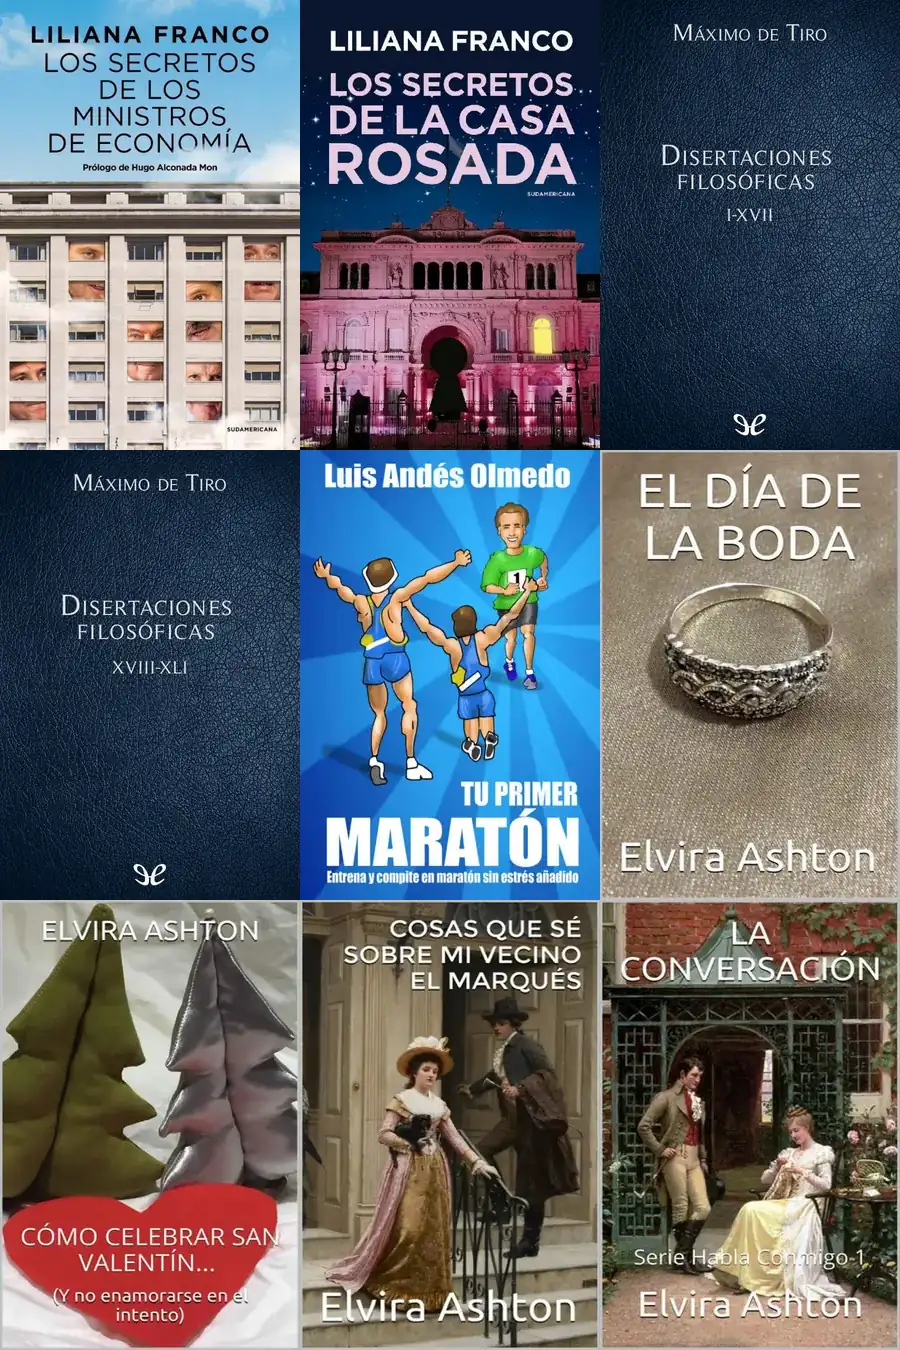 LILIANA FRANCO
LOS SECRETOS
DE LOS
MINISTROS
DE ECONOMÍA
Prólogo de Hugo Alconada Mon
SUDAMERICANA
LILIANA FRANCO
LOS SECRETOS
DE LA CASA
ROSADA
SUDAMERICANA
MÁXIMO DE TIRO
DISERTACIONES
FILOSÓFICAS
I-XVII
MÁXIMO DE TIRO
DISERTACIONES
FILOSÓFICAS
XVIII-XLI
Luis Andés Olmedo
1
TU PRIMER
MARATÓN
Entrena y compite en maratón sin estrés añadido
EL DÍA DE
LA BODA
Elvira Ashton
ELVIRA ASHTON
CÓMO CELEBRAR SAN
VALENTÍN...
(Y no enamorarse en el
intento)
COSAS QUE SÉ
SOBRE MI VECINO
EL MARQUÉS
Elvira Ashton
LA
CONVERSACIÓN
Serie Habla Conmigo 1
Elvira Ashton